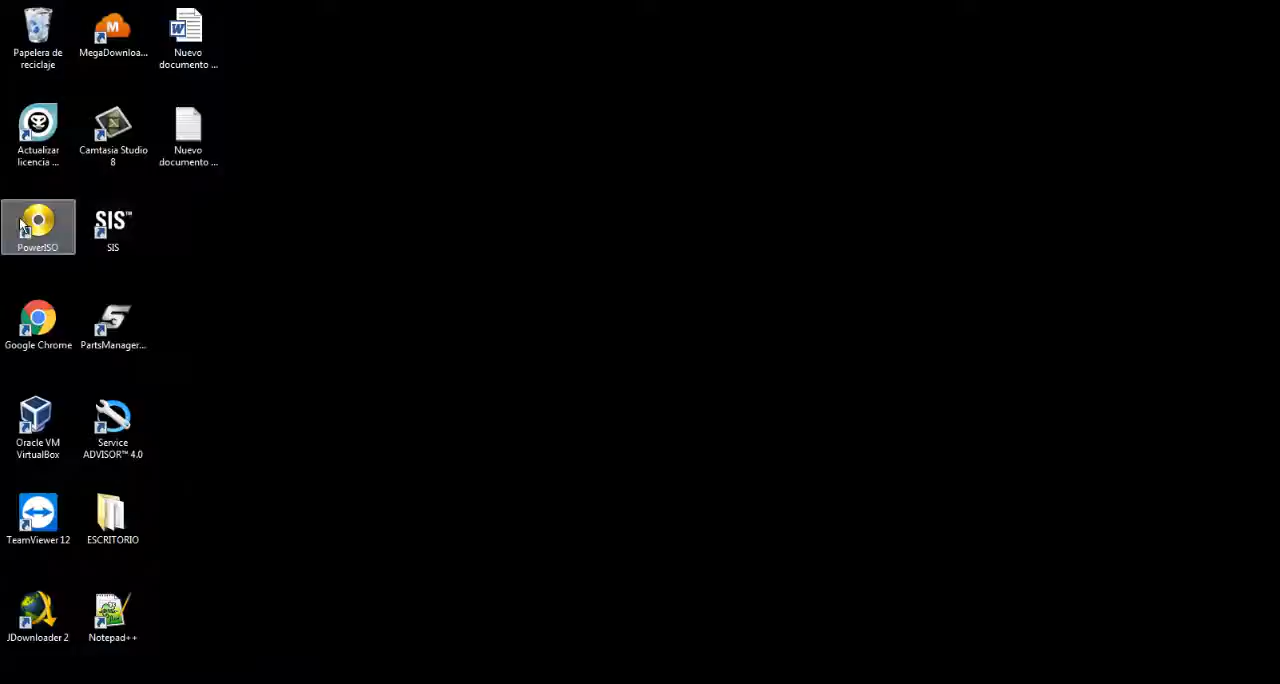 Papelera de
reciclaje
M
MegaDownloa...
W
Nuevo
documento ...
Actualizar
licencia ...
Camtasia Studio
8
Nuevo
documento ...
PowerISO
SIS™
SIS
Google Chrome
S
PartsManager...
Oracle VM
VirtualBox
Service
ADVISOR™ 4.0
TeamViewer 12
ESCRITORIO
JDownloader 2
Notepad++